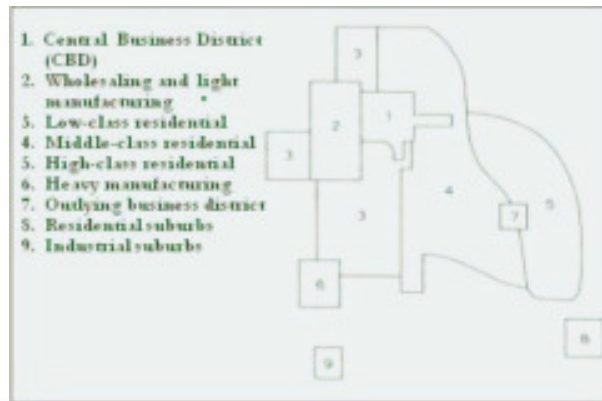 1. Central Business District
(CBD)
2. Wholesaling and light
manufacturing
3. Low-class residential
4. Middle-class residential
5. High-class residential
6. Heavy manufacturing
7. Outlying business district
8. Residential suburbs
9. Industrial suburbs
3
1
2
3
4
5
7
3
6
8
9